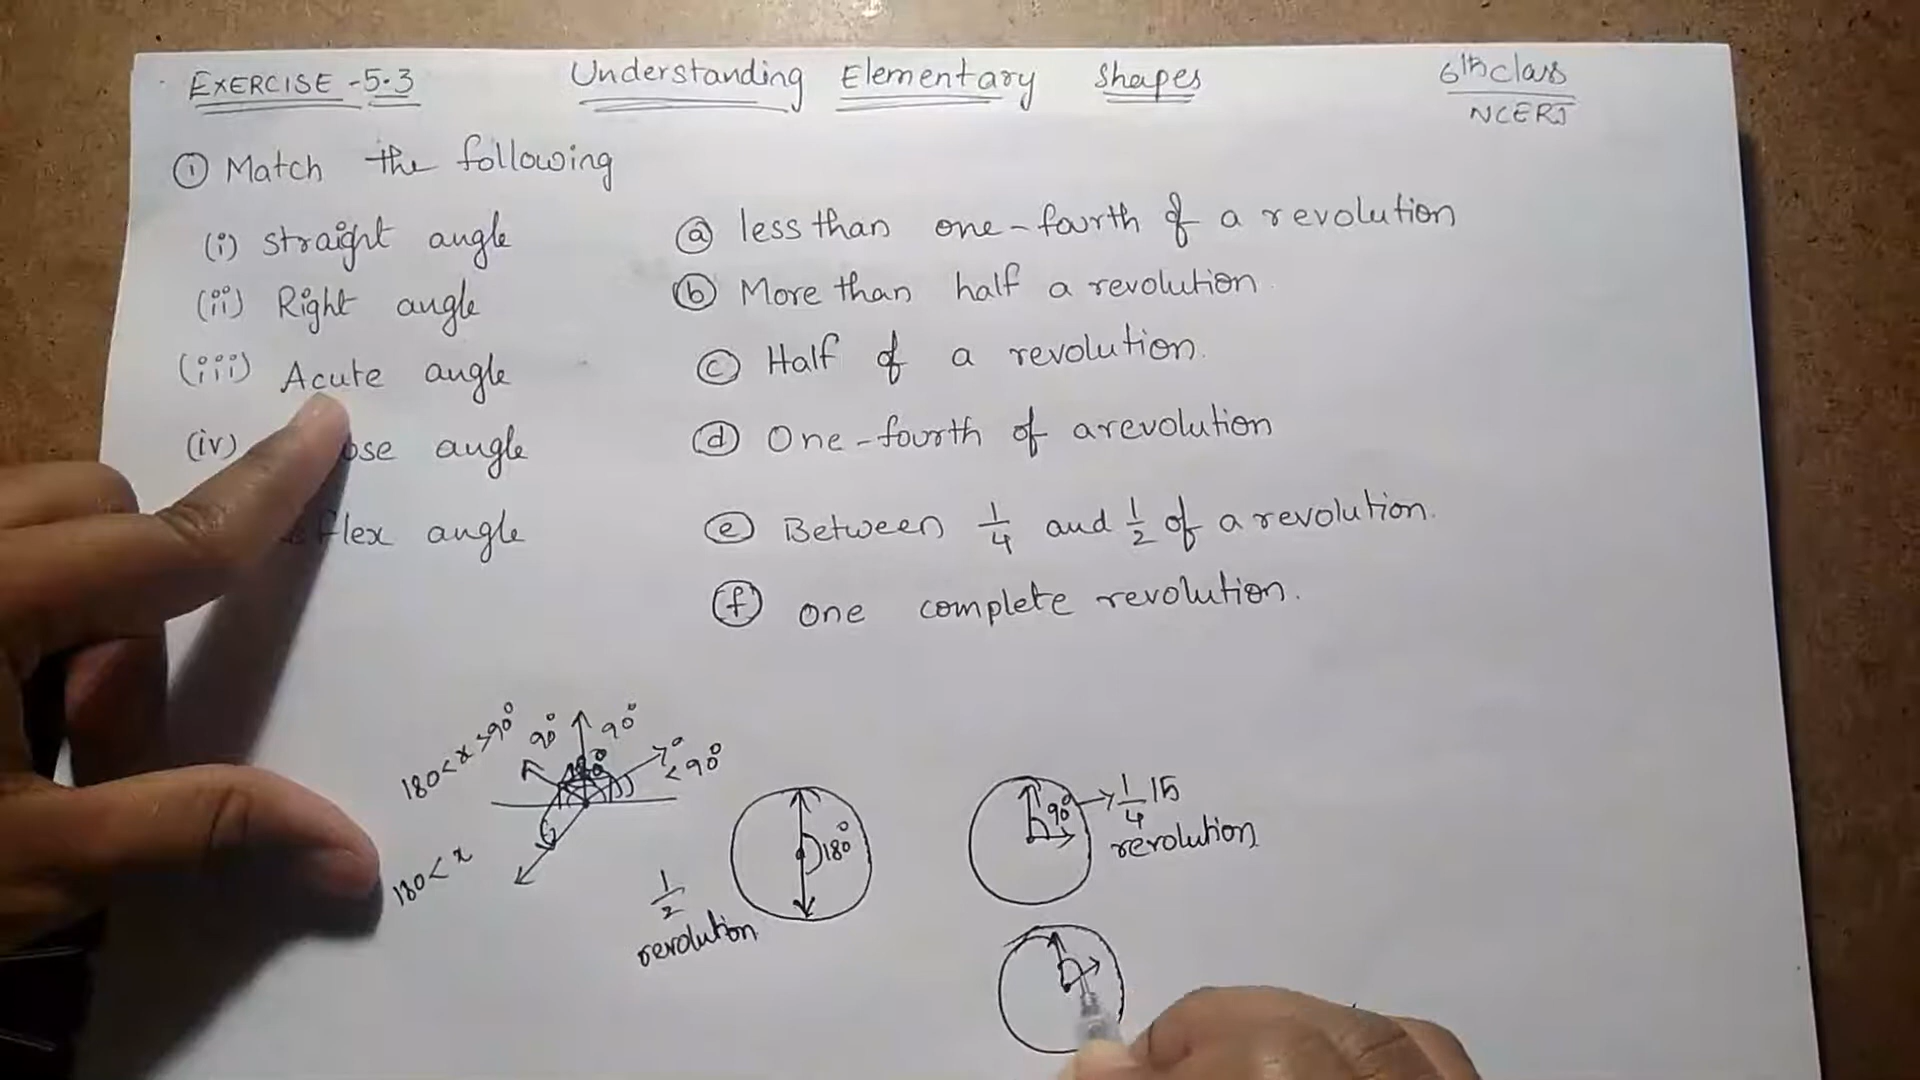 EXERCISE-5.3 Understanding Elementary Shapes 6th class
NCERT
① Match the following
(i) straight angle ⓐ less than one-fourth of a revolution
(ii) Right angle ⓑ More than half a revolution
(iii) Acute angle ⓒ Half of a revolution.
(iv) angle ⓓ One-fourth of a revolution
angle ⓔ Between 1/4 and 1/2 of a revolution.
ⓕ one complete revolution.
180<x>90° 90° 90° <90°
180<x
180°
1/2
revolution
90° → 1/4
revolution